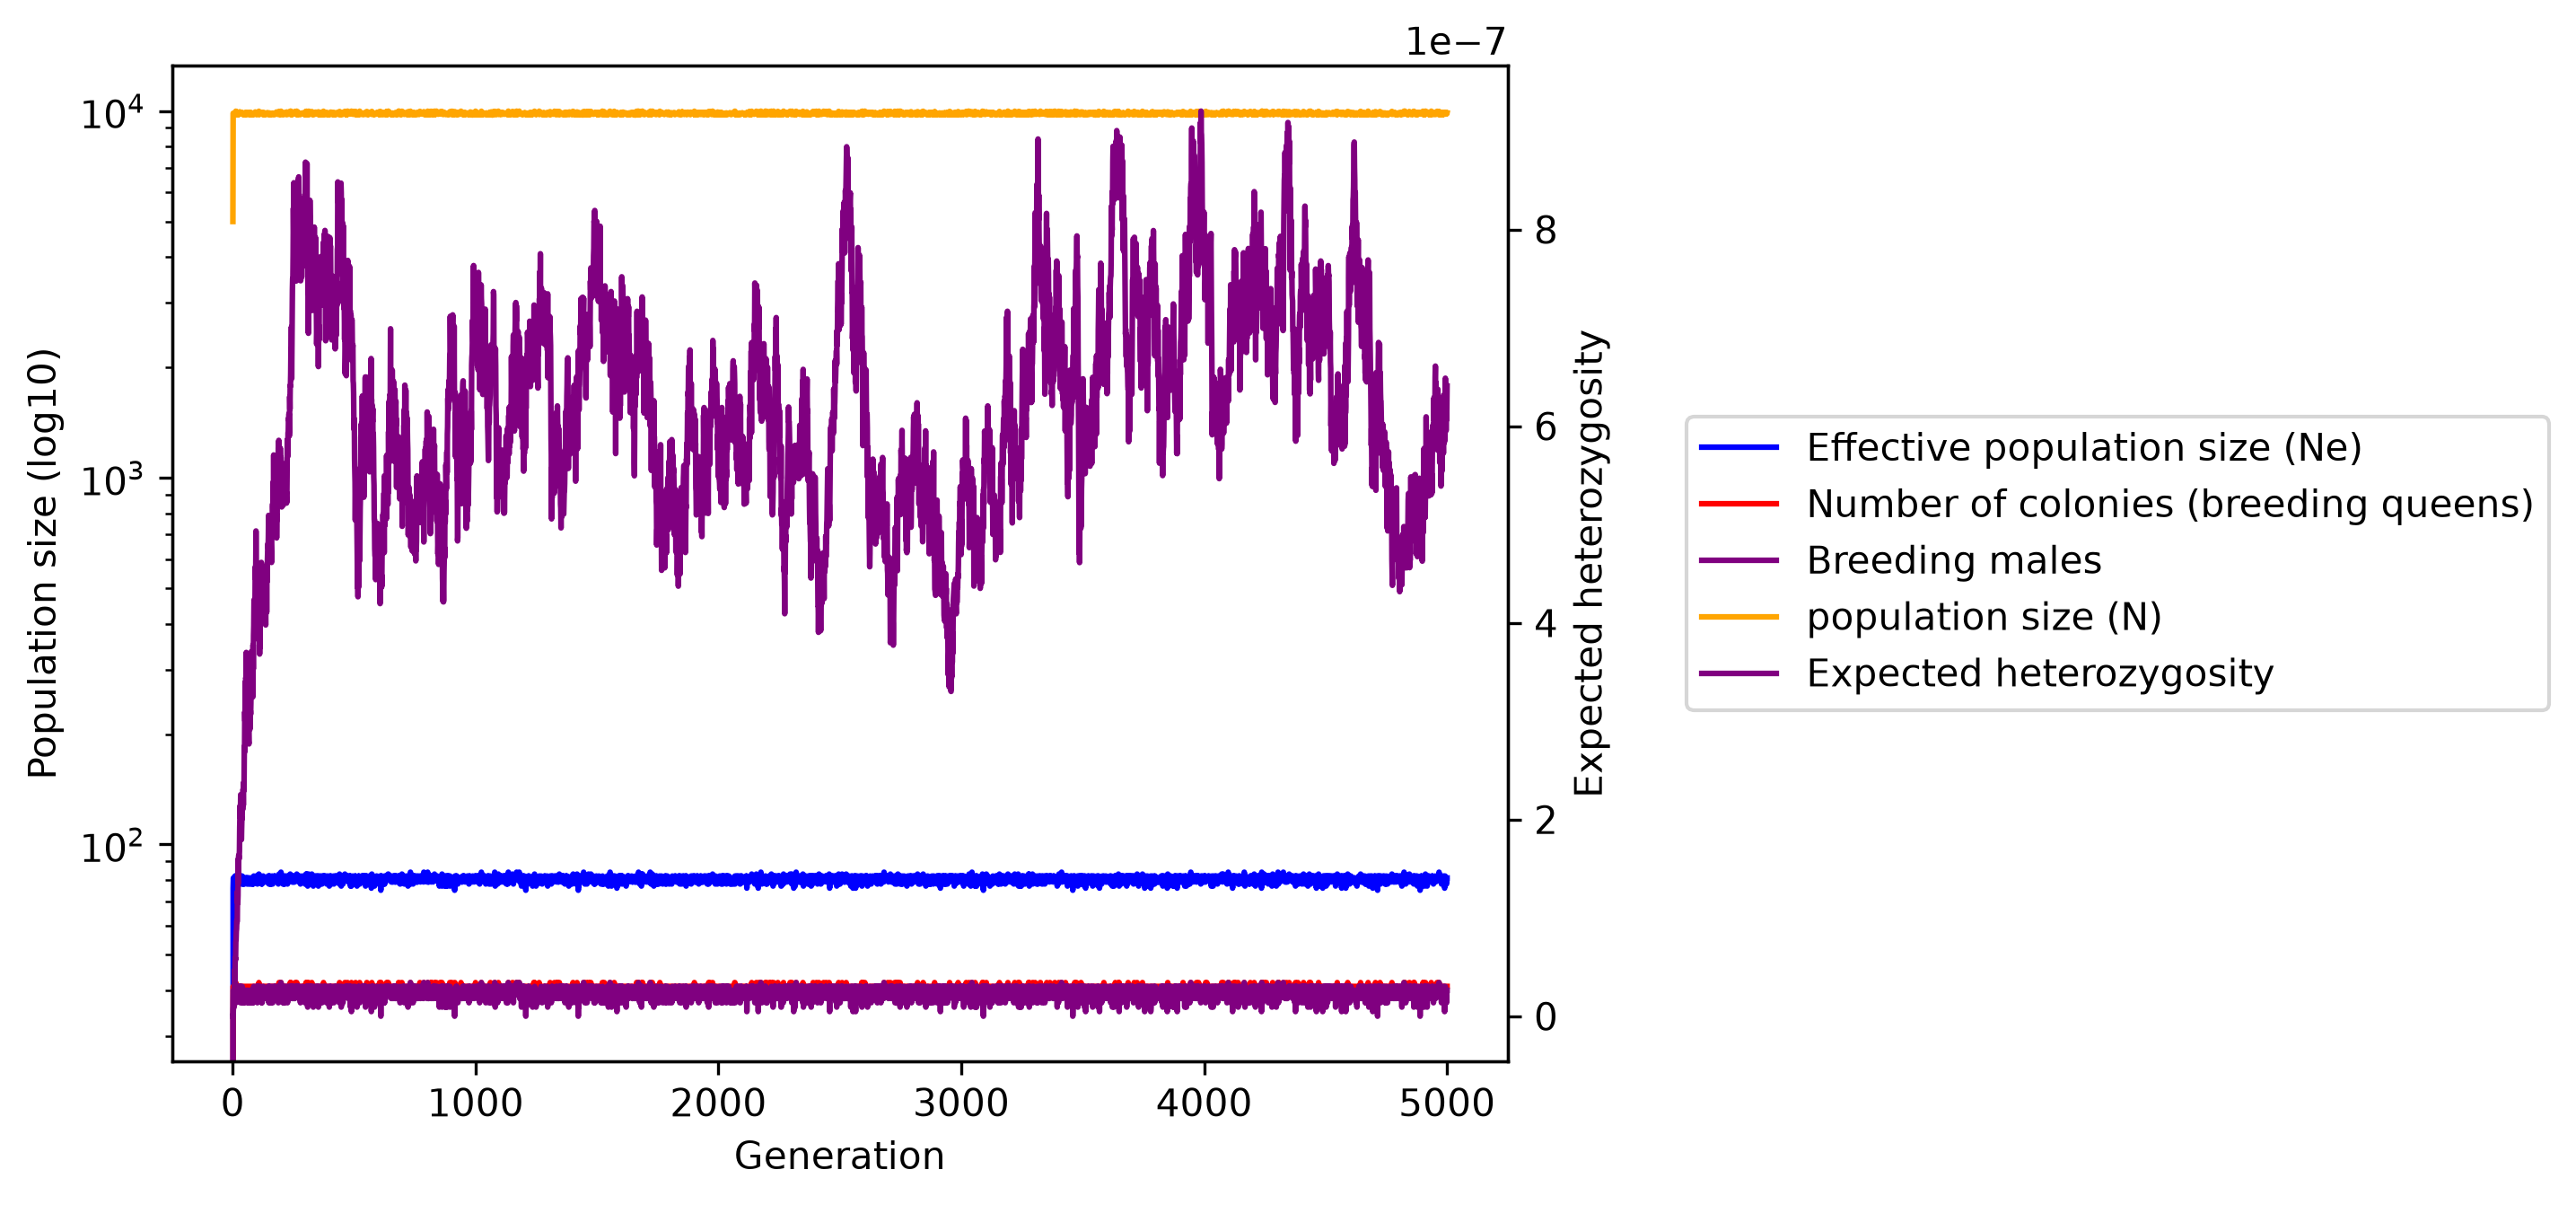 1e−7
10⁴
10³
10²
Population size (log10)
8
6
4
2
0
Expected heterozygosity
0 1000 2000 3000 4000 5000
Generation
Effective population size (Ne)
Number of colonies (breeding queens)
Breeding males
population size (N)
Expected heterozygosity